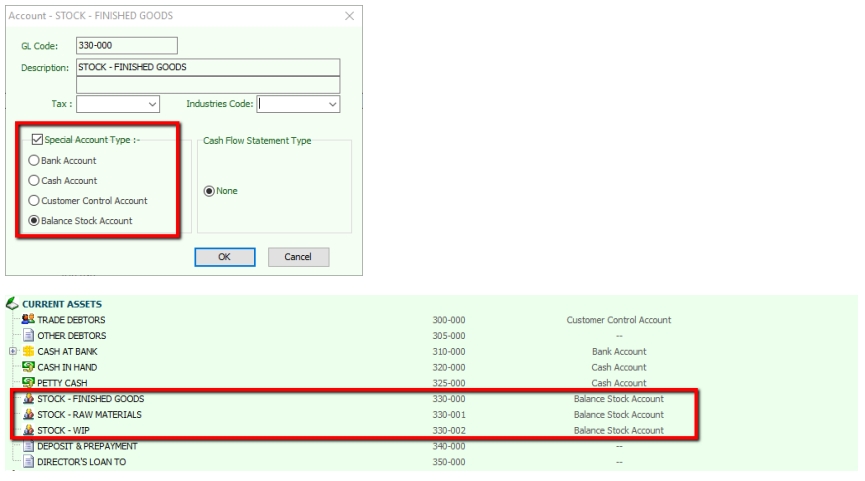 Account - STOCK - FINISHED GOODS
GL Code: 330-000
Description: STOCK - FINISHED GOODS
Tax : Industries Code:
Special Account Type :-
Bank Account
Cash Account
Customer Control Account
Balance Stock Account
Cash Flow Statement Type
None
OK Cancel
CURRENT ASSETS
TRADE DEBTORS 300-000 Customer Control Account
OTHER DEBTORS 305-000 --
CASH AT BANK 310-000 Bank Account
CASH IN HAND 320-000 Cash Account
PETTY CASH 325-000 Cash Account
STOCK - FINISHED GOODS 330-000 Balance Stock Account
STOCK - RAW MATERIALS 330-001 Balance Stock Account
STOCK - WIP 330-002 Balance Stock Account
DEPOSIT & PREPAYMENT 340-000 --
DIRECTOR'S LOAN TO 350-000 --